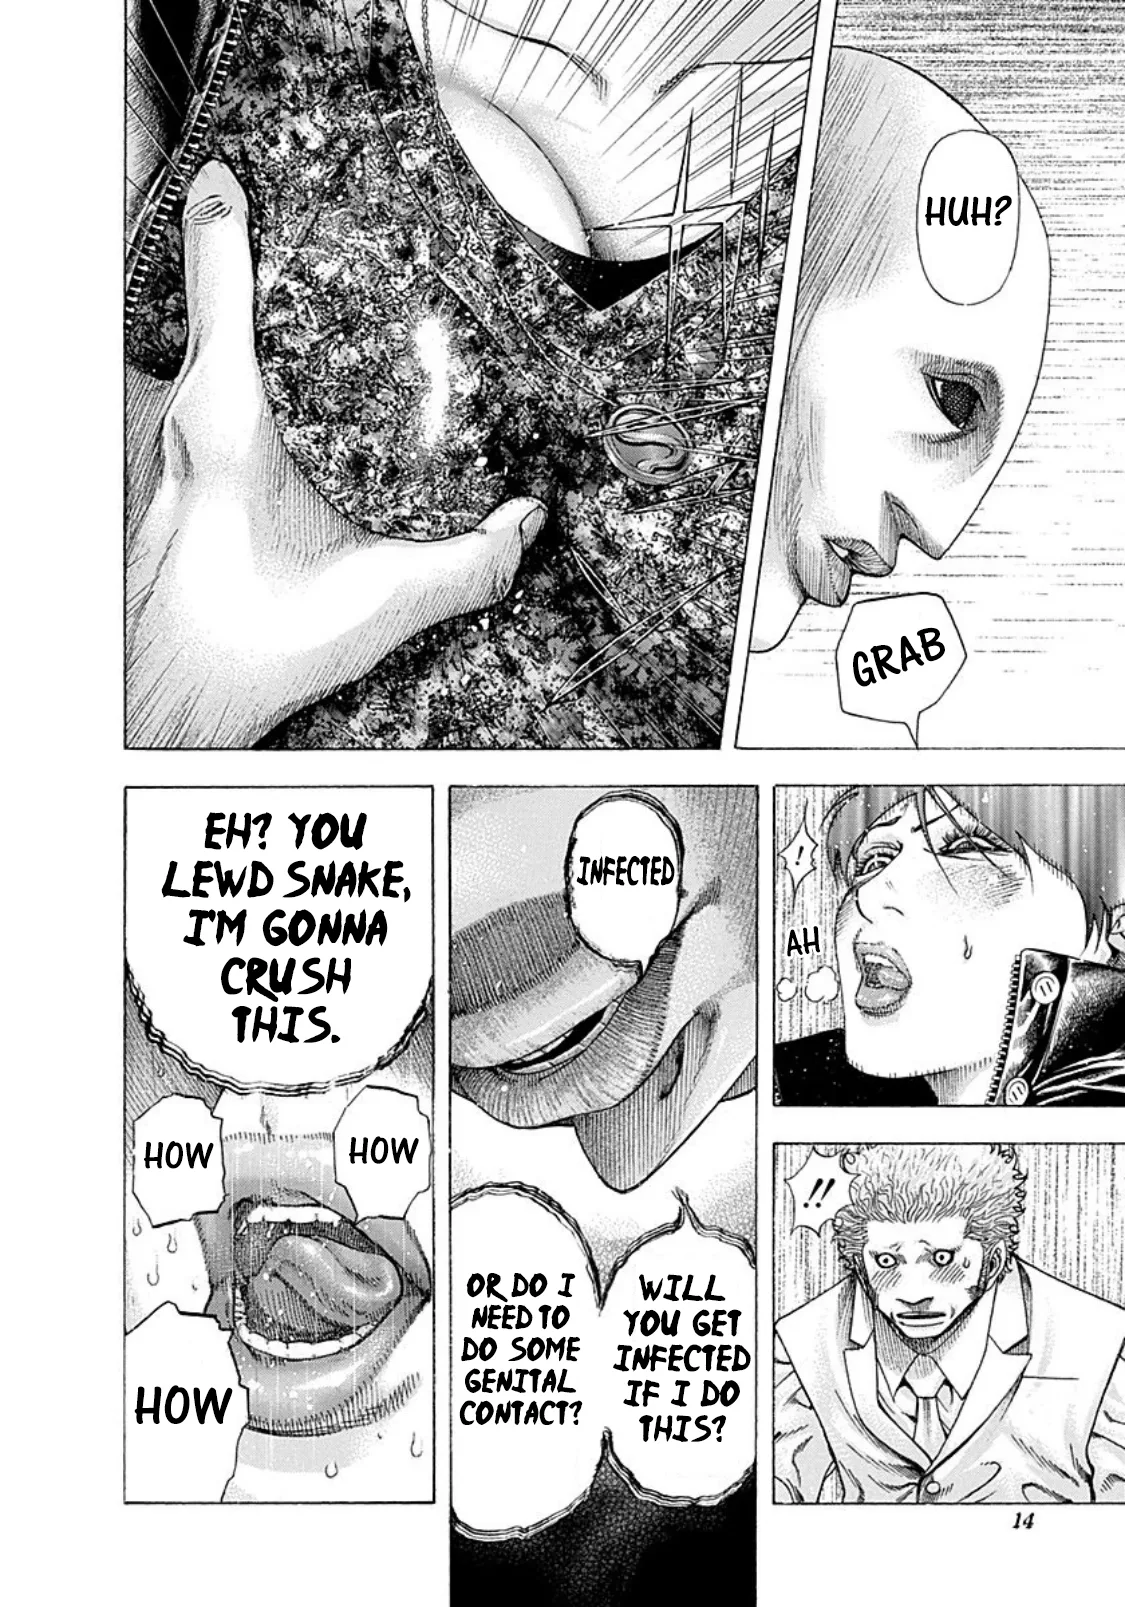 HUH?
GRAB
!
AH
!!
INFECTED
WILL
YOU GET
INFECTED
IF I DO
THIS?
OR DO I
NEED TO
DO SOME
GENITAL
CONTACT?
EH? YOU
LEWD SNAKE,
I'M GONNA
CRUSH
THIS.
HOW
HOW
HOW
14